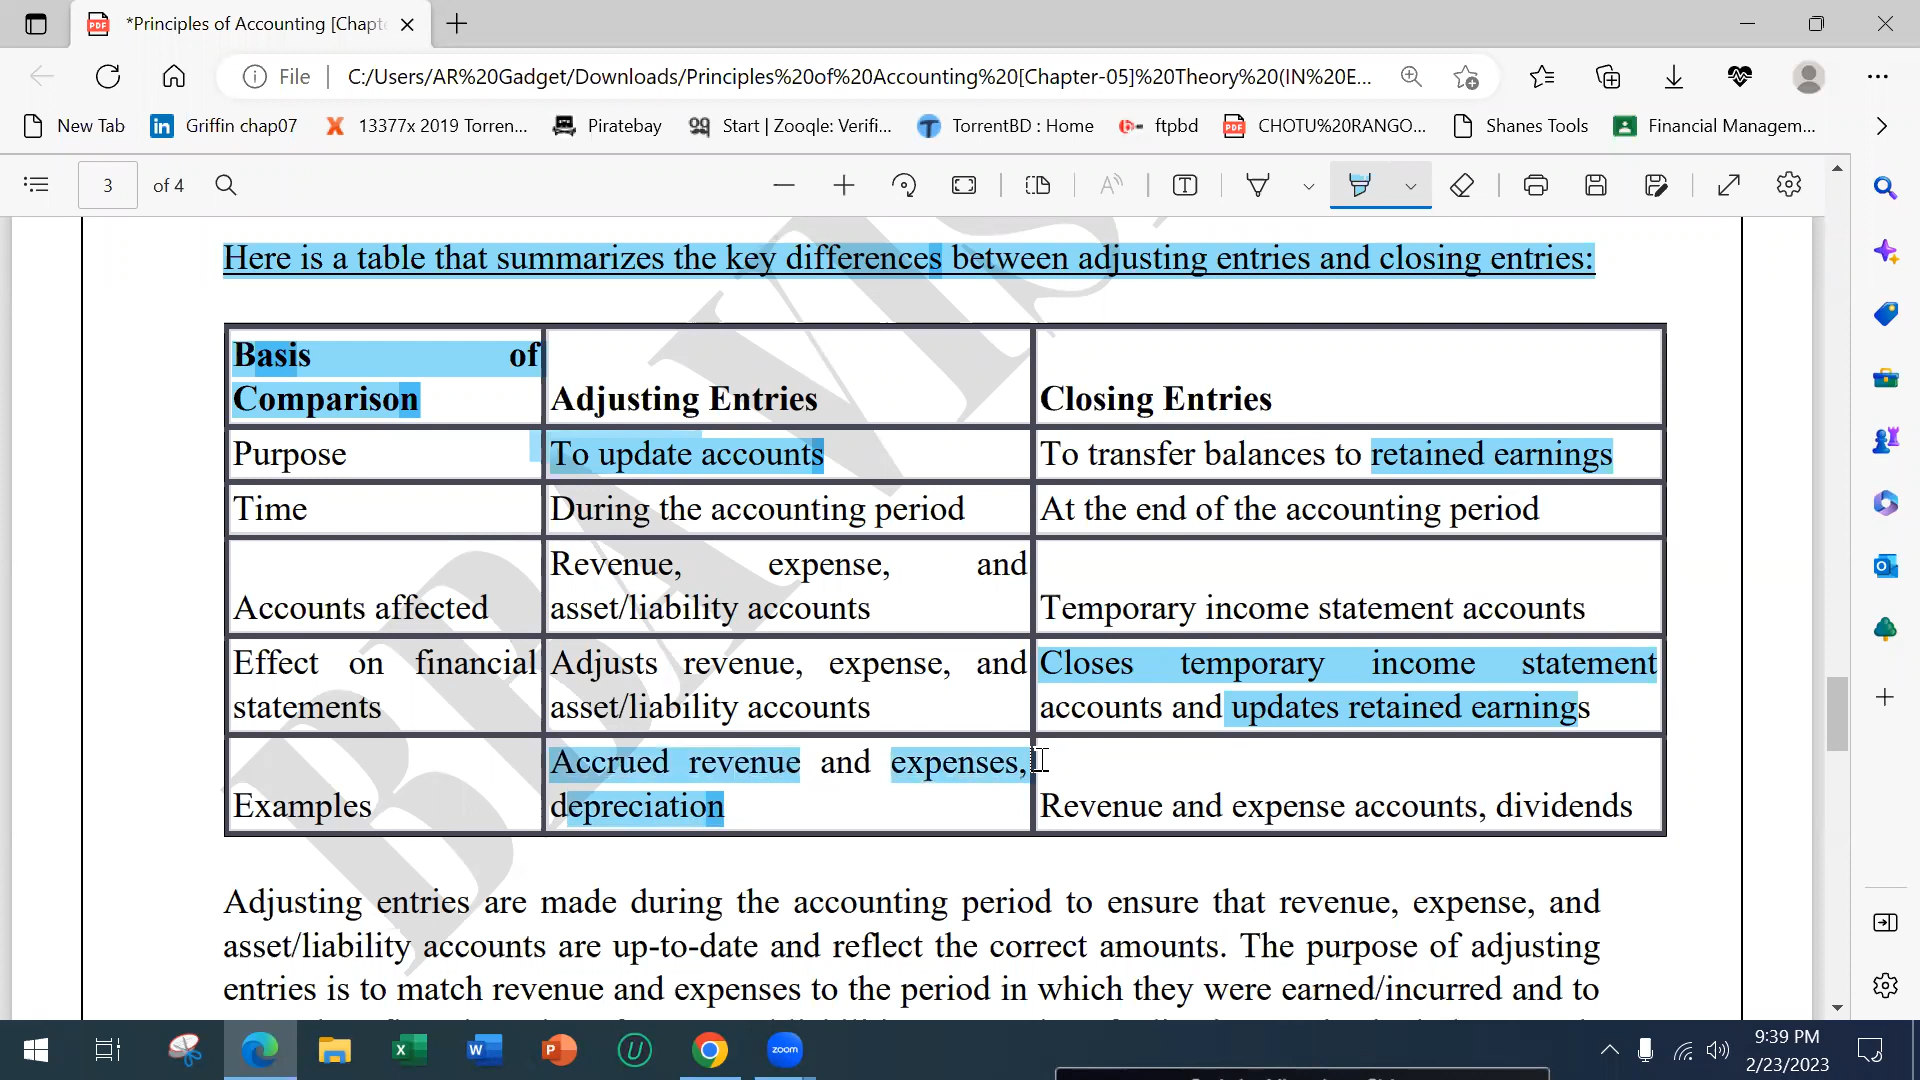 *Principles of Accounting [Chapt
File
C:/Users/AR%20Gadget/Downloads/Principles%20of%20Accounting%20[Chapter-05]%20Theory%20(IN%20E...
New Tab
Griffin chap07
13377x 2019 Torren...
Piratebay
Start | Zooqle: Verifi...
TorrentBD : Home
ftpbd
CHOTU%20RANGO...
Shanes Tools
Financial Managem...
3 of 4
Here is a table that summarizes the key differences between adjusting entries and closing entries:
Basis of
Comparison
Adjusting Entries
Closing Entries
Purpose
To update accounts
To transfer balances to retained earnings
Time
During the accounting period
At the end of the accounting period
Accounts affected
Revenue, expense, and
asset/liability accounts
Temporary income statement accounts
Effect on financial
statements
Adjusts revenue, expense, and
asset/liability accounts
Closes temporary income statement
accounts and updates retained earnings
Examples
Accrued revenue and expenses,
depreciation
Revenue and expense accounts, dividends
Adjusting entries are made during the accounting period to ensure that revenue, expense, and
asset/liability accounts are up-to-date and reflect the correct amounts. The purpose of adjusting
entries is to match revenue and expenses to the period in which they were earned/incurred and to
zoom
9:39 PM
2/23/2023